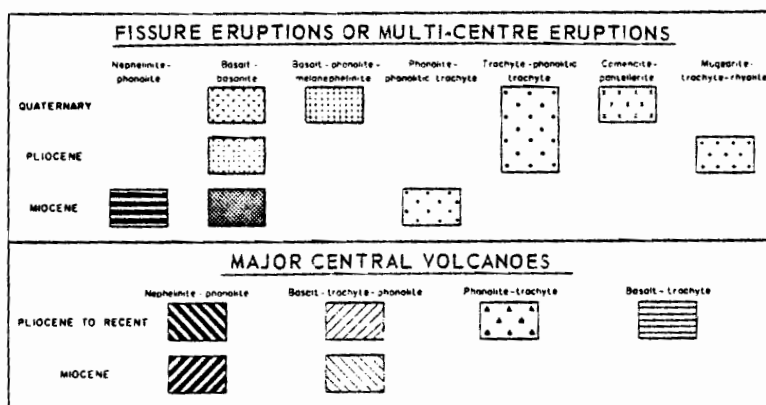 FISSURE ERUPTIONS OR MULTI-CENTRE ERUPTIONS
Nephelinite- Basalt- Basalt-phonolite- Phonolite- Trachyte-phonolitic Comendite- Mugearite-
phonolite basanite melanephelinite phonolitic trachyte trachyte pantellerite trachyte-rhyolite
QUATERNARY
PLIOCENE
MIOCENE
MAJOR CENTRAL VOLCANOES
Nephelinite-phonolite Basalt-trachyte-phonolite Phonolite-trachyte Basalt-trachyte
PLIOCENE TO RECENT
MIOCENE